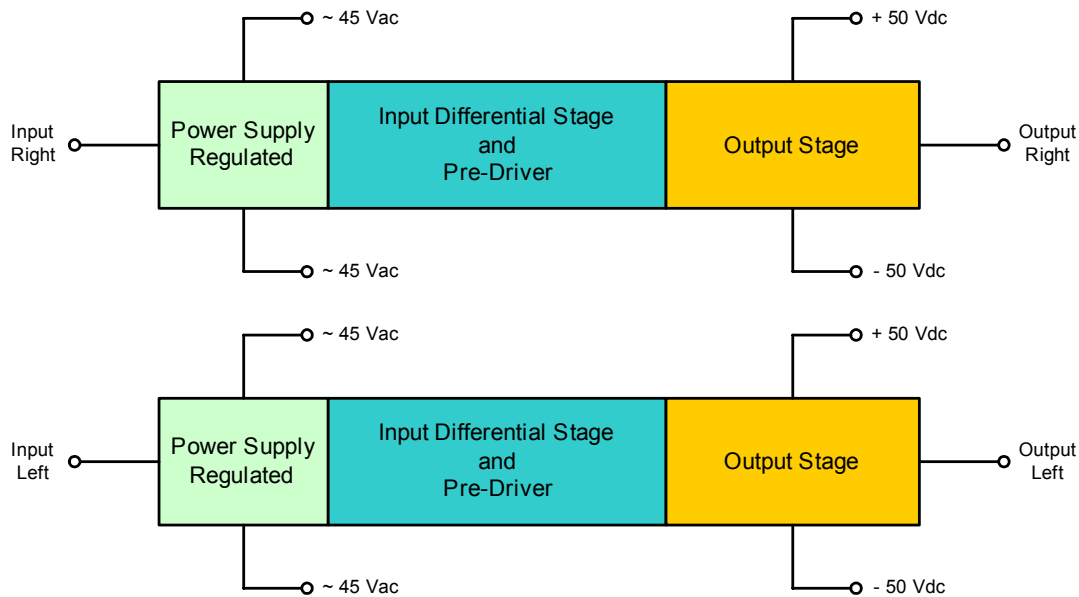 ~ 45 Vac
+ 50 Vdc
Input
Right
Power Supply
Regulated
Input Differential Stage
and
Pre-Driver
Output Stage
Output
Right
~ 45 Vac
- 50 Vdc
~ 45 Vac
+ 50 Vdc
Input
Left
Power Supply
Regulated
Input Differential Stage
and
Pre-Driver
Output Stage
Output
Left
~ 45 Vac
- 50 Vdc